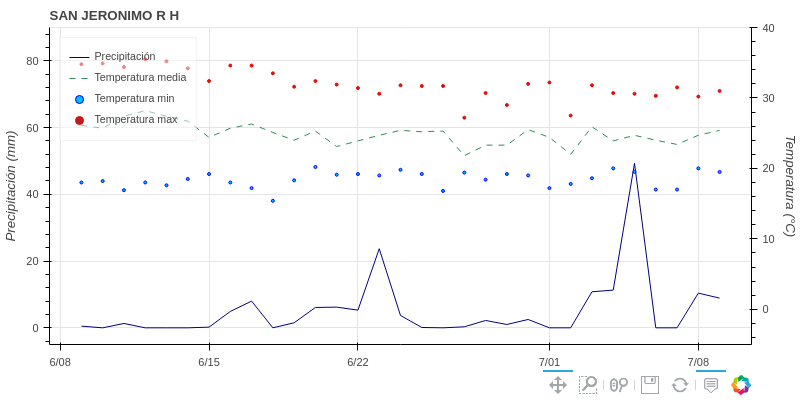 SAN JERONIMO R H
Precipitación
Temperatura media
Temperatura min
Temperatura max
Precipitación (mm)
80
60
40
20
0
Temperatura (°C)
40
30
20
10
0
6/08
6/15
6/22
7/01
7/08